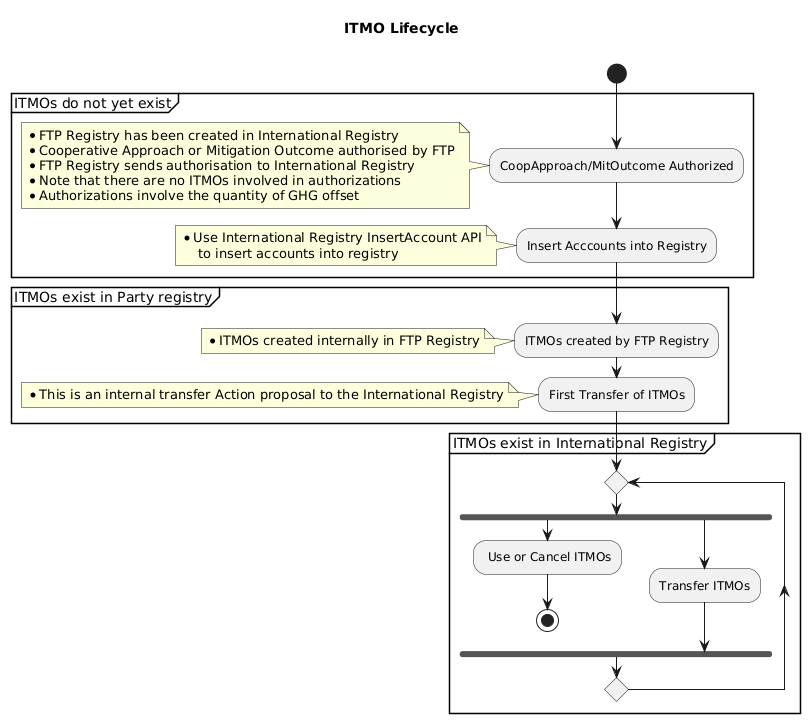 ITMO Lifecycle
ITMOs do not yet exist
• FTP Registry has been created in International Registry
• Cooperative Approach or Mitigation Outcome authorised by FTP
• FTP Registry sends authorisation to International Registry
• Note that there are no ITMOs involved in authorizations
• Authorizations involve the quantity of GHG offset
CoopApproach/MitOutcome Authorized
• Use International Registry InsertAccount API
to insert accounts into registry
Insert Acccounts into Registry
ITMOs exist in Party registry
• ITMOs created internally in FTP Registry
ITMOs created by FTP Registry
• This is an internal transfer Action proposal to the International Registry
First Transfer of ITMOs
ITMOs exist in International Registry
Use or Cancel ITMOs
Transfer ITMOs